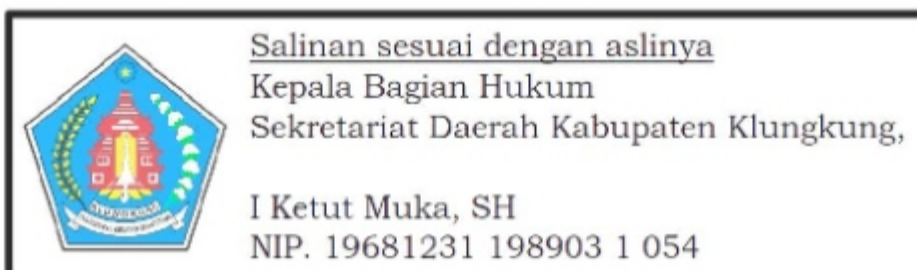 Salinan sesuai dengan aslinya
Kepala Bagian Hukum
Sekretariat Daerah Kabupaten Klungkung,
I Ketut Muka, SH
NIP. 19681231 198903 1 054